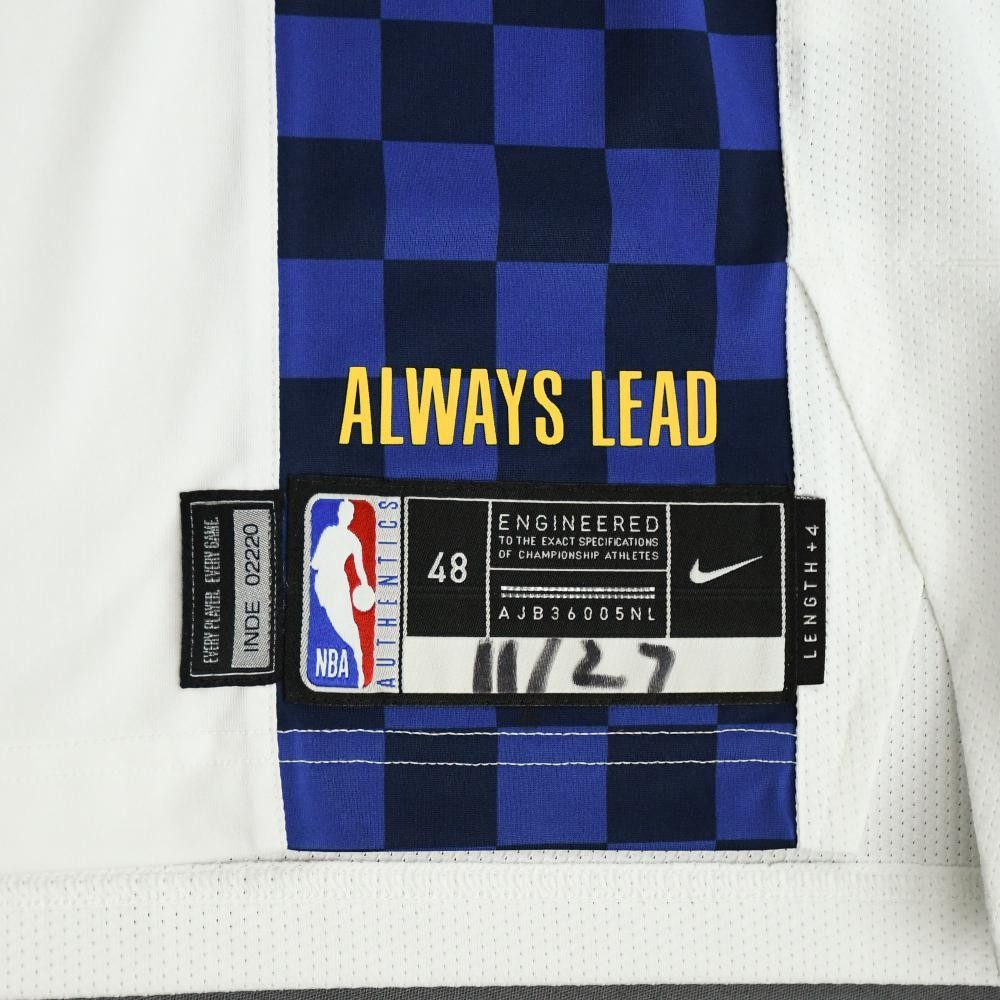 ALWAYS LEAD
EVERY PLAYER. EVERY GAME.
INDE 02220
NBA
AUTHENTICS
48
ENGINEERED
TO THE EXACT SPECIFICATIONS
OF CHAMPIONSHIP ATHLETES
AJB36005NL
11/27
LENGTH+4